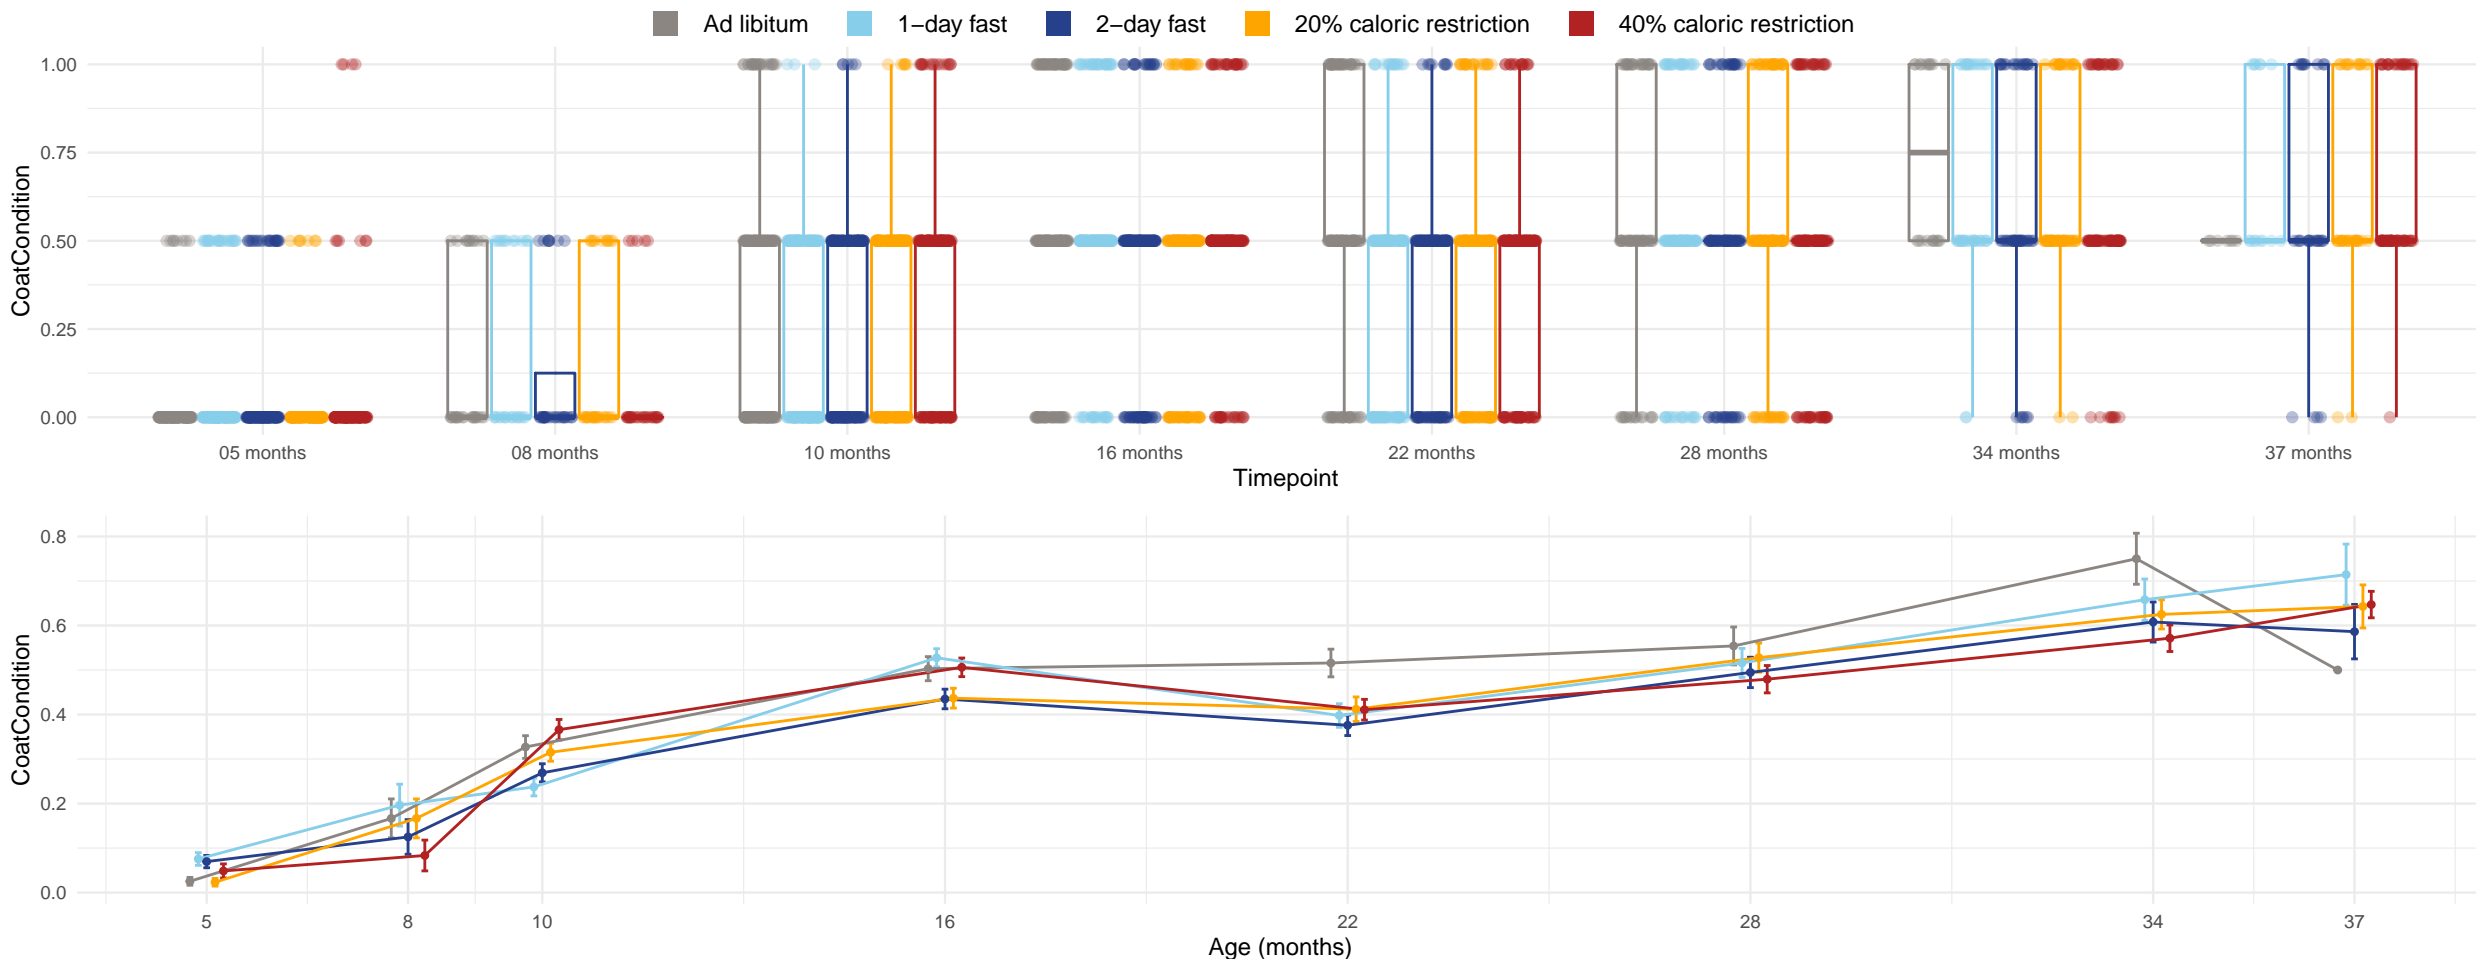 Ad libitum 1−day fast 2−day fast 20% caloric restriction 40% caloric restriction
CoatCondition
1.00
0.75
0.50
0.25
0.00
05 months 08 months 10 months 16 months 22 months 28 months 34 months 37 months
Timepoint
CoatCondition
0.8
0.6
0.4
0.2
0.0
5 8 10 16 22 28 34 37
Age (months)